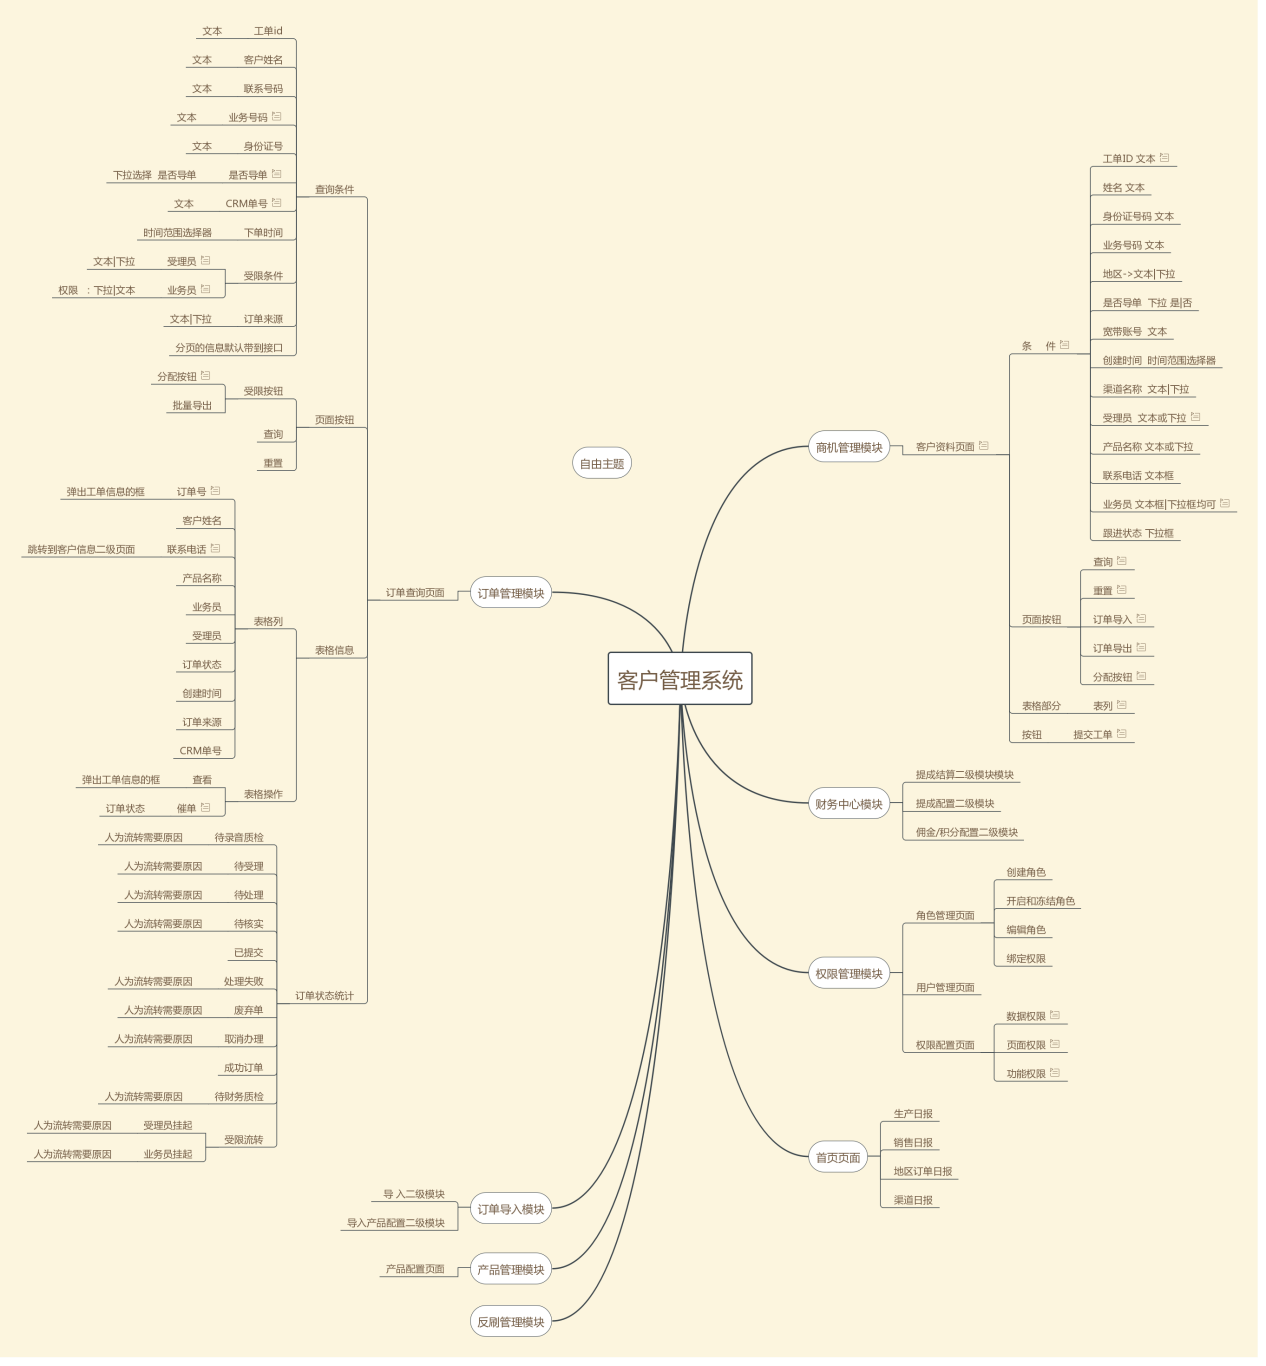 客户管理系统
自由主题
商机管理模块
客户资料页面
条 件
工单ID 文本
姓名 文本
身份证号码 文本
业务号码 文本
地区->文本|下拉
是否导单 下拉 是|否
宽带账号 文本
创建时间 时间范围选择器
渠道名称 文本|下拉
受理员 文本或下拉
产品名称 文本或下拉
联系电话 文本框
业务员 文本框|下拉框均可
跟进状态 下拉框
页面按钮
查询
重置
订单导入
订单导出
分配按钮
表格部分
表列
按钮
提交工单
财务中心模块
提成结算二级模块模块
提成配置二级模块
佣金/积分配置二级模块
权限管理模块
角色管理页面
创建角色
开启和冻结角色
编辑角色
绑定权限
用户管理页面
权限配置页面
数据权限
页面权限
功能权限
首页页面
生产日报
销售日报
地区订单日报
渠道日报
订单管理模块
订单查询页面
查询条件
工单id
文本
客户姓名
文本
联系号码
文本
业务号码
文本
身份证号
文本
是否导单
下拉选择 是否导单
CRM单号
文本
下单时间
时间范围选择器
受限条件
受理员
文本|下拉
业务员
权限 : 下拉|文本
订单来源
文本|下拉
分页的信息默认带到接口
页面按钮
受限按钮
分配按钮
批量导出
查询
重置
表格信息
表格列
订单号
弹出工单信息的框
客户姓名
联系电话
跳转到客户信息二级页面
产品名称
业务员
受理员
订单状态
创建时间
订单来源
CRM单号
表格操作
查看
弹出工单信息的框
催单
订单状态
订单状态统计
待录音质检
人为流转需要原因
待受理
人为流转需要原因
待处理
人为流转需要原因
待核实
人为流转需要原因
已提交
处理失败
人为流转需要原因
废弃单
人为流转需要原因
取消办理
人为流转需要原因
成功订单
待财务质检
人为流转需要原因
受限流转
受理员挂起
人为流转需要原因
业务员挂起
人为流转需要原因
订单导入模块
导 入二级模块
导入产品配置二级模块
产品管理模块
产品配置页面
反刷管理模块